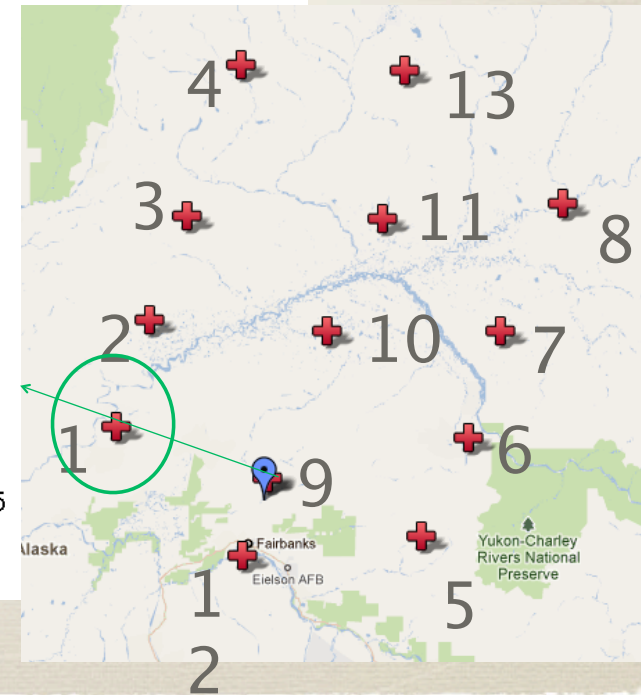 4
13
3
11
8
2
10
7
1
6
9
5
Alaska
Fairbanks
Yukon-Charley
Rivers National
Preserve
Eielson AFB
1
5
2